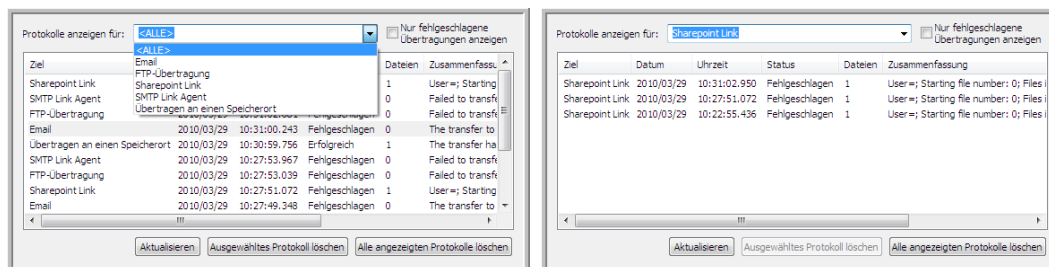 Protokolle anzeigen für: <ALLE>
Nur fehlgeschlagene
Übertragungen anzeigen
<ALLE>
Email
FTP-Übertragung
Sharepoint Link
SMTP Link Agent
Übertragen an einen Speicherort
Ziel Dateien Zusammenfassu
Sharepoint Link 1 User=; Starting
SMTP Link Agent 0 Failed to transfe
FTP-Übertragung 0 Failed to transfe
Email 2010/03/29 10:31:00.243 Fehlgeschlagen 0 The transfer to
Übertragen an einen Speicherort 2010/03/29 10:30:59.756 Erfolgreich 1 The transfer ha
SMTP Link Agent 2010/03/29 10:27:53.967 Fehlgeschlagen 0 Failed to transfe
FTP-Übertragung 2010/03/29 10:27:53.039 Fehlgeschlagen 0 Failed to transfe
Sharepoint Link 2010/03/29 10:27:51.072 Fehlgeschlagen 1 User=; Starting
Email 2010/03/29 10:27:49.348 Fehlgeschlagen 0 The transfer to
Aktualisieren Ausgewähltes Protokoll löschen Alle angezeigten Protokolle löschen
Protokolle anzeigen für: Sharepoint Link
Nur fehlgeschlagene
Übertragungen anzeigen
Ziel Datum Uhrzeit Status Dateien Zusammenfassung
Sharepoint Link 2010/03/29 10:31:02.950 Fehlgeschlagen 1 User=; Starting file number: 0; Files i
Sharepoint Link 2010/03/29 10:27:51.072 Fehlgeschlagen 1 User=; Starting file number: 0; Files i
Sharepoint Link 2010/03/29 10:22:55.436 Fehlgeschlagen 1 User=; Starting file number: 0; Files i
Aktualisieren Ausgewähltes Protokoll löschen Alle angezeigten Protokolle löschen